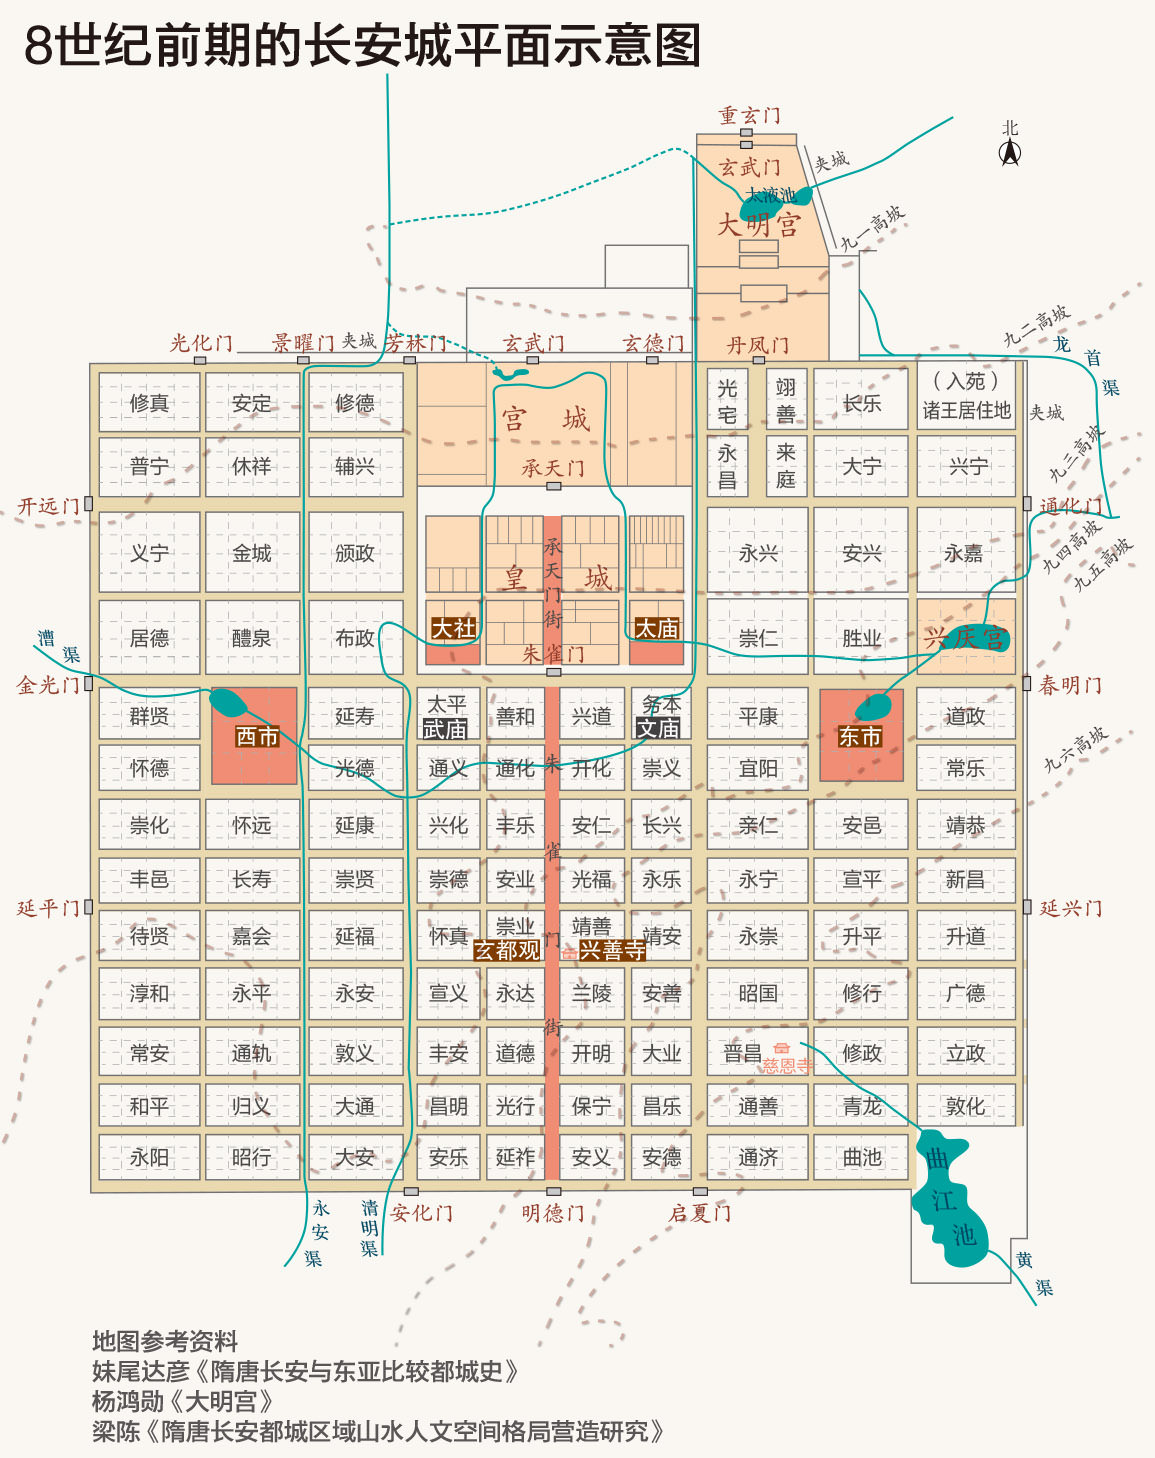 8世纪前期的长安城平面示意图
重玄门
北
玄武门
夹城
太液池
大明宫
九一高坡
光化门
景曜门
夹城
芳林门
玄武门
玄德门
丹凤门
九二高坡
龙首渠
修真
安定
修德
宫城
光宅
翊善
长乐
（入苑）
诸王居住地
夹城
普宁
休祥
辅兴
承天门
永昌
来庭
大宁
兴宁
九三高坡
开远门
通化门
义宁
金城
颁政
皇城
承天门街
永兴
安兴
永嘉
九四高坡
九五高坡
漕渠
居德
醴泉
布政
大社
太庙
朱雀门
崇仁
胜业
兴庆宫
金光门
春明门
群贤
西市
延寿
太平
武庙
善和
兴道
务本
文庙
平康
东市
道政
怀德
光德
通义
通化
朱雀门街
开化
崇义
宜阳
常乐
九六高坡
崇化
怀远
延康
兴化
丰乐
安仁
长兴
亲仁
安邑
靖恭
丰邑
长寿
崇贤
崇德
安业
光福
永乐
永宁
宣平
新昌
延平门
延兴门
待贤
嘉会
延福
怀真
崇业
玄都观
靖善
兴善寺
靖安
永崇
升平
升道
淳和
永平
永安
宣义
永达
兰陵
安善
昭国
修行
广德
常安
通轨
敦义
丰安
道德
开明
大业
晋昌
慈恩寺
修政
立政
和平
归义
大通
昌明
光行
保宁
昌乐
通善
青龙
敦化
永阳
昭行
大安
安乐
延祚
安义
安德
通济
曲池
曲江池
永安渠
清明渠
安化门
明德门
启夏门
黄渠
地图参考资料
妹尾达彦《隋唐长安与东亚比较都城史》
杨鸿勋《大明宫》
梁陈《隋唐长安都城区域山水人文空间格局营造研究》